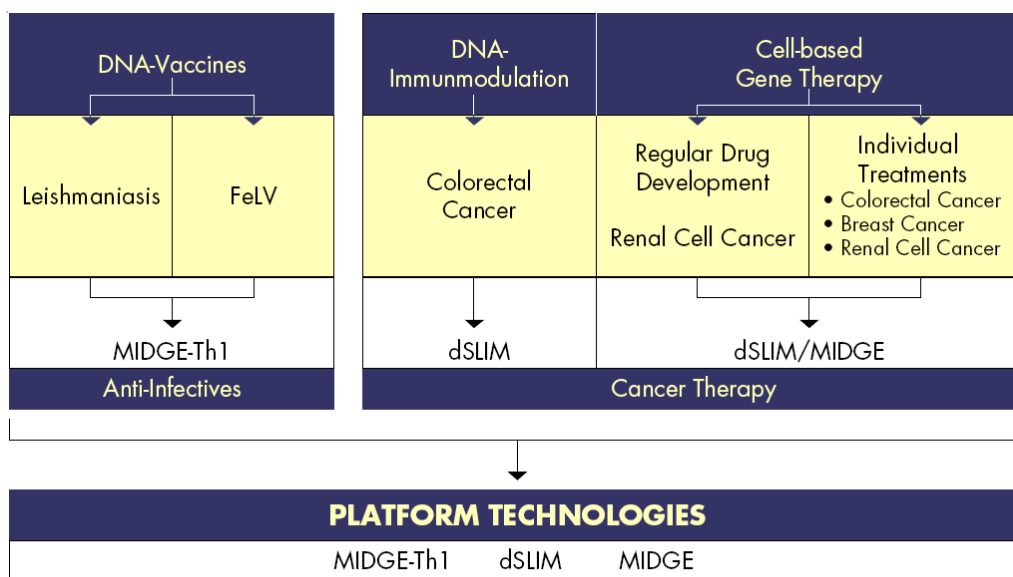 DNA-Vaccines
Leishmaniasis
FeLV
MIDGE-Th1
Anti-Infectives
DNA-
Immunmodulation
Colorectal
Cancer
dSLIM
Cell-based
Gene Therapy
Regular Drug
Development
Renal Cell Cancer
Individual
Treatments
• Colorectal Cancer
• Breast Cancer
• Renal Cell Cancer
dSLIM/MIDGE
Cancer Therapy
PLATFORM TECHNOLOGIES
MIDGE-Th1 dSLIM MIDGE